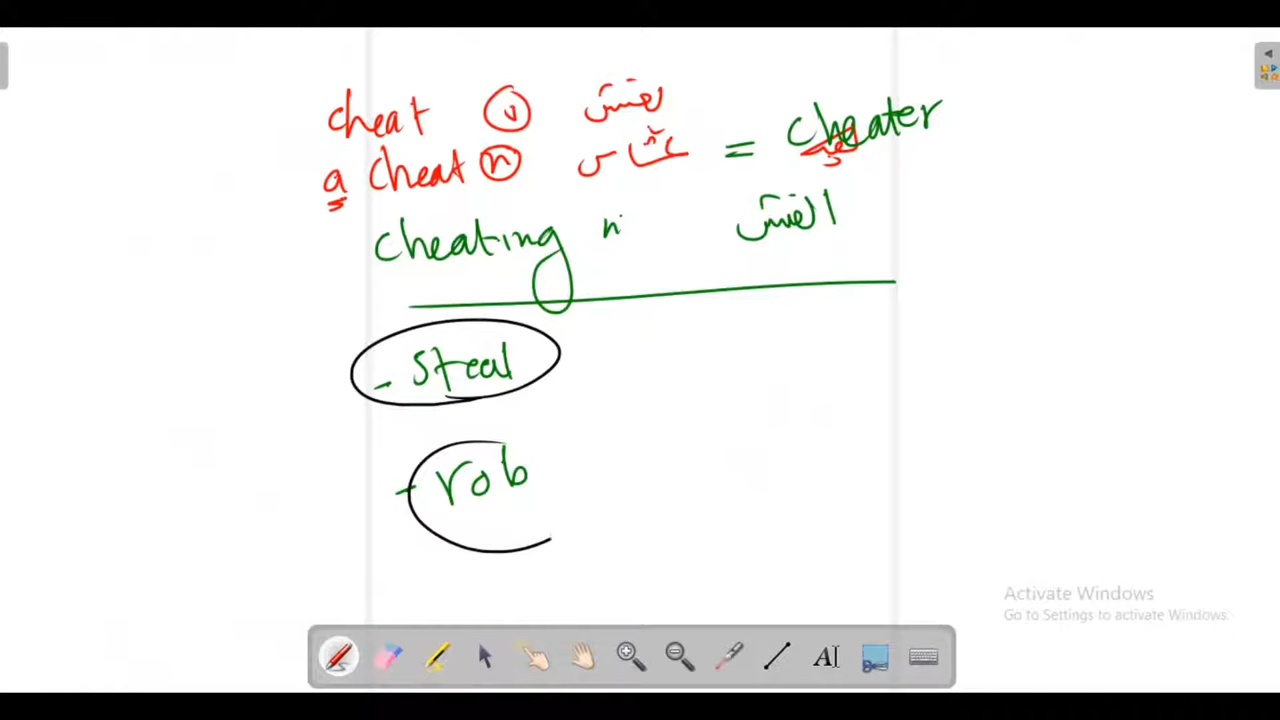 cheat v يغش
a cheat n غشاش = cheater
cheating n الغش
- steal
- rob
Activate Windows
Go to Settings to activate Windows.